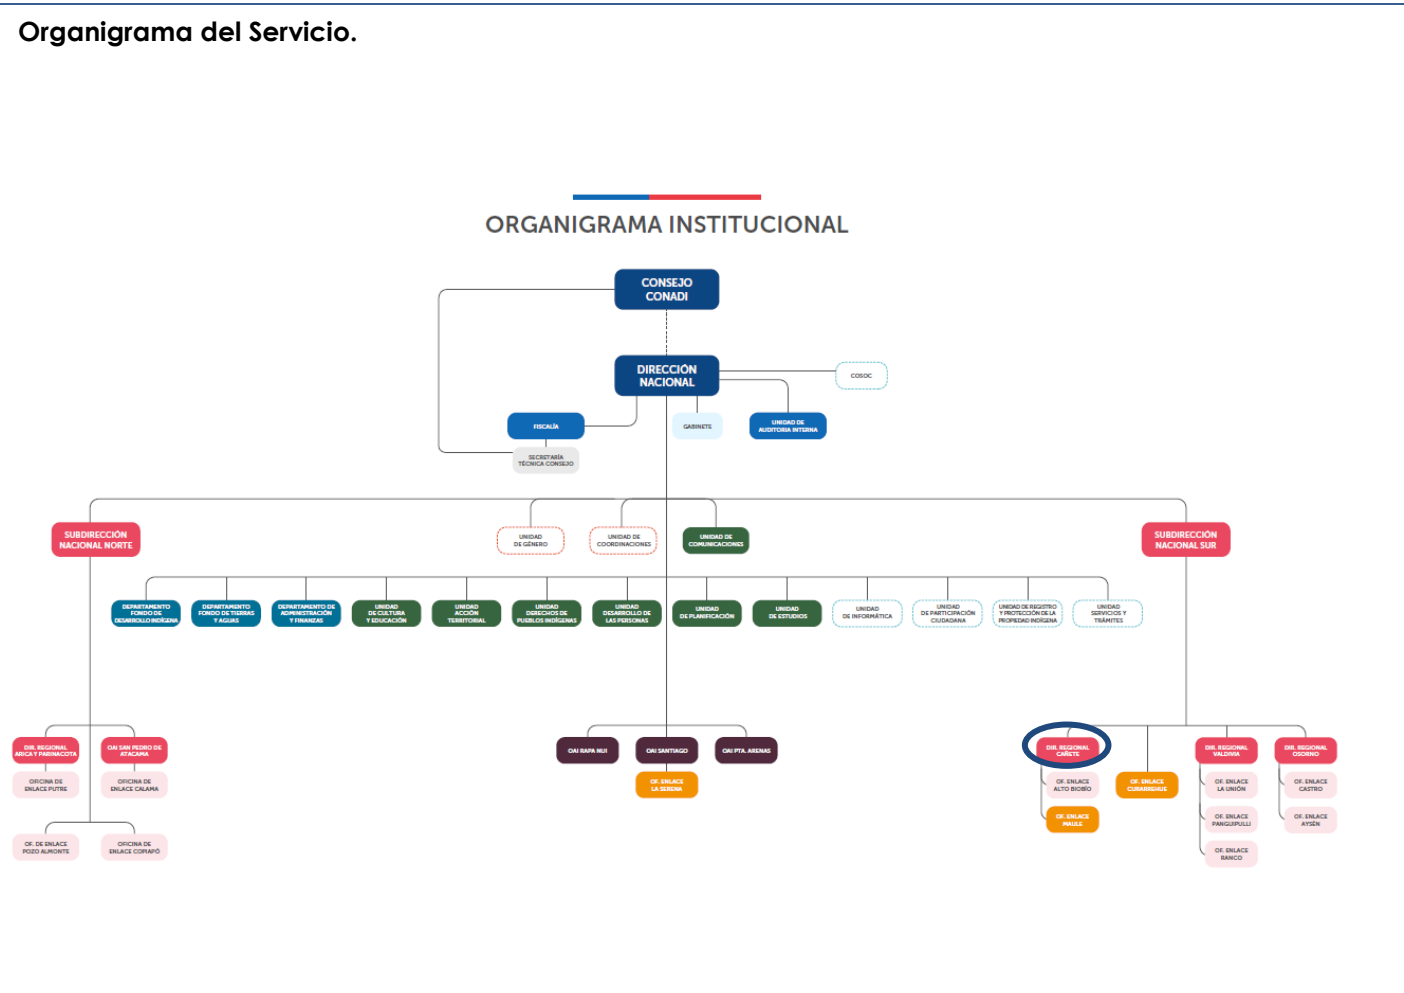 Organigrama del Servicio.
ORGANIGRAMA INSTITUCIONAL
CONSEJO
CONADI
DIRECCIÓN
NACIONAL
COSOC
FISCALÍA
GABINETE
UNIDAD DE
AUDITORIA INTERNA
SECRETARÍA
TÉCNICA CONSEJO
SUBDIRECCIÓN
NACIONAL NORTE
UNIDAD
DE GÉNERO
UNIDAD DE
COORDINACIONES
UNIDAD DE
COMUNICACIONES
SUBDIRECCIÓN
NACIONAL SUR
DEPARTAMENTO
FONDO DE
DESARROLLO INDÍGENA
DEPARTAMENTO
FONDO DE TIERRAS
Y AGUAS
DEPARTAMENTO DE
ADMINISTRACIÓN
Y FINANZAS
UNIDAD
DE CULTURA
Y EDUCACIÓN
UNIDAD
ACCIÓN
TERRITORIAL
UNIDAD
DERECHOS DE
PUEBLOS INDÍGENAS
UNIDAD
DESARROLLO DE
LAS PERSONAS
UNIDAD
DE PLANIFICACIÓN
UNIDAD
DE ESTUDIOS
UNIDAD
DE INFORMÁTICA
UNIDAD
DE PARTICIPACIÓN
CIUDADANA
UNIDAD DE REGISTRO
Y PROTECCIÓN DE LA
PROPIEDAD INDÍGENA
UNIDAD
SERVICIOS Y
TRÁMITES
DIR. REGIONAL
ARICA Y PARINACOTA
OAI SAN PEDRO DE
ATACAMA
OAI RAPA NUI
OAI SANTIAGO
OAI PTA. ARENAS
DIR. REGIONAL
CAÑETE
DIR. REGIONAL
VALDIVIA
DIR. REGIONAL
OSORNO
OFICINA DE
ENLACE PUTRE
OFICINA DE
ENLACE CALAMA
OF. ENLACE
LA SERENA
OF. ENLACE
ALTO BIOBÍO
OF. ENLACE
CURARREHUE
OF. ENLACE
LA UNIÓN
OF. ENLACE
CASTRO
OF. ENLACE
MAULE
OF. ENLACE
PANGUIPULLI
OF. ENLACE
AYSÉN
OF. DE ENLACE
POZO ALMONTE
OFICINA DE
ENLACE COPIAPÓ
OF. ENLACE
RANCO